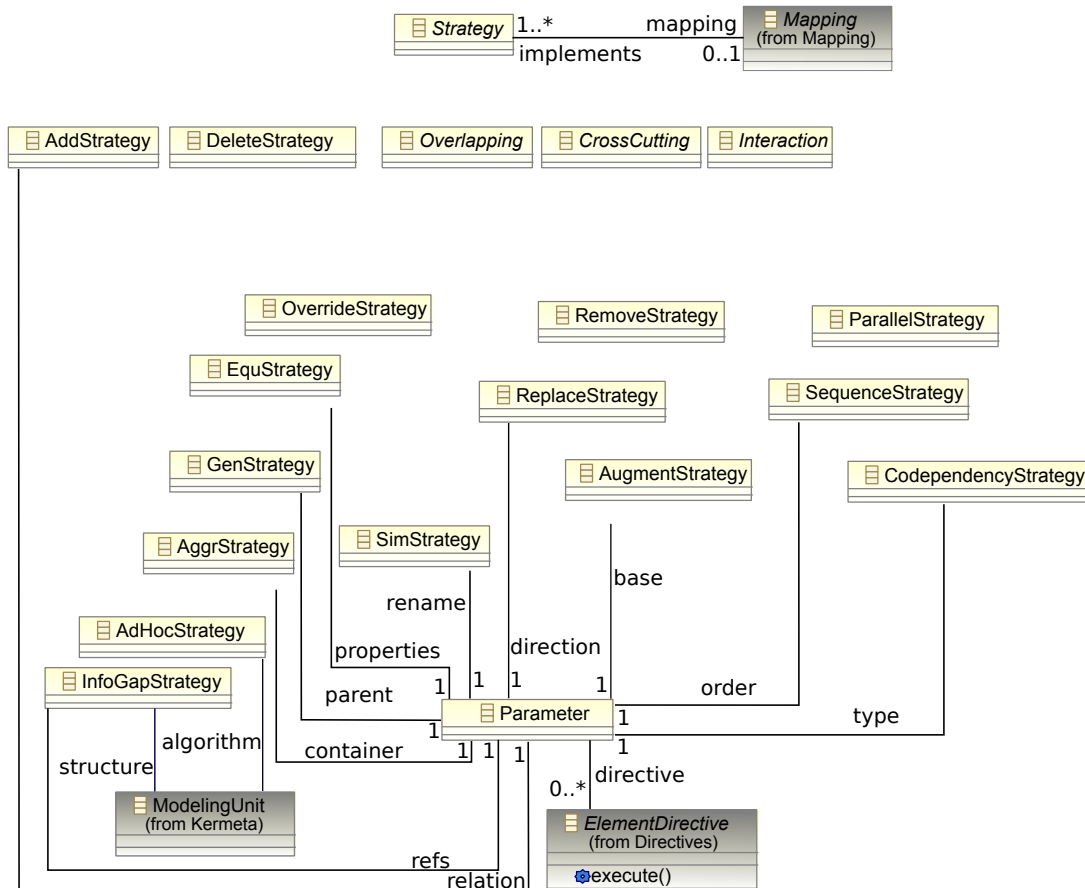 Strategy
1..*
mapping
Mapping
(from Mapping)
implements
0..1
AddStrategy
DeleteStrategy
Overlapping
CrossCutting
Interaction
OverrideStrategy
RemoveStrategy
ParallelStrategy
EquStrategy
ReplaceStrategy
SequenceStrategy
GenStrategy
AugmentStrategy
CodependencyStrategy
AggrStrategy
SimStrategy
base
rename
AdHocStrategy
properties
direction
InfoGapStrategy
parent
1
1
1
1
order
Parameter
type
algorithm
container
1
1
1
1
1
1
structure
directive
0..*
ModelingUnit
(from Kermeta)
ElementDirective
(from Directives)
refs
relation
execute()